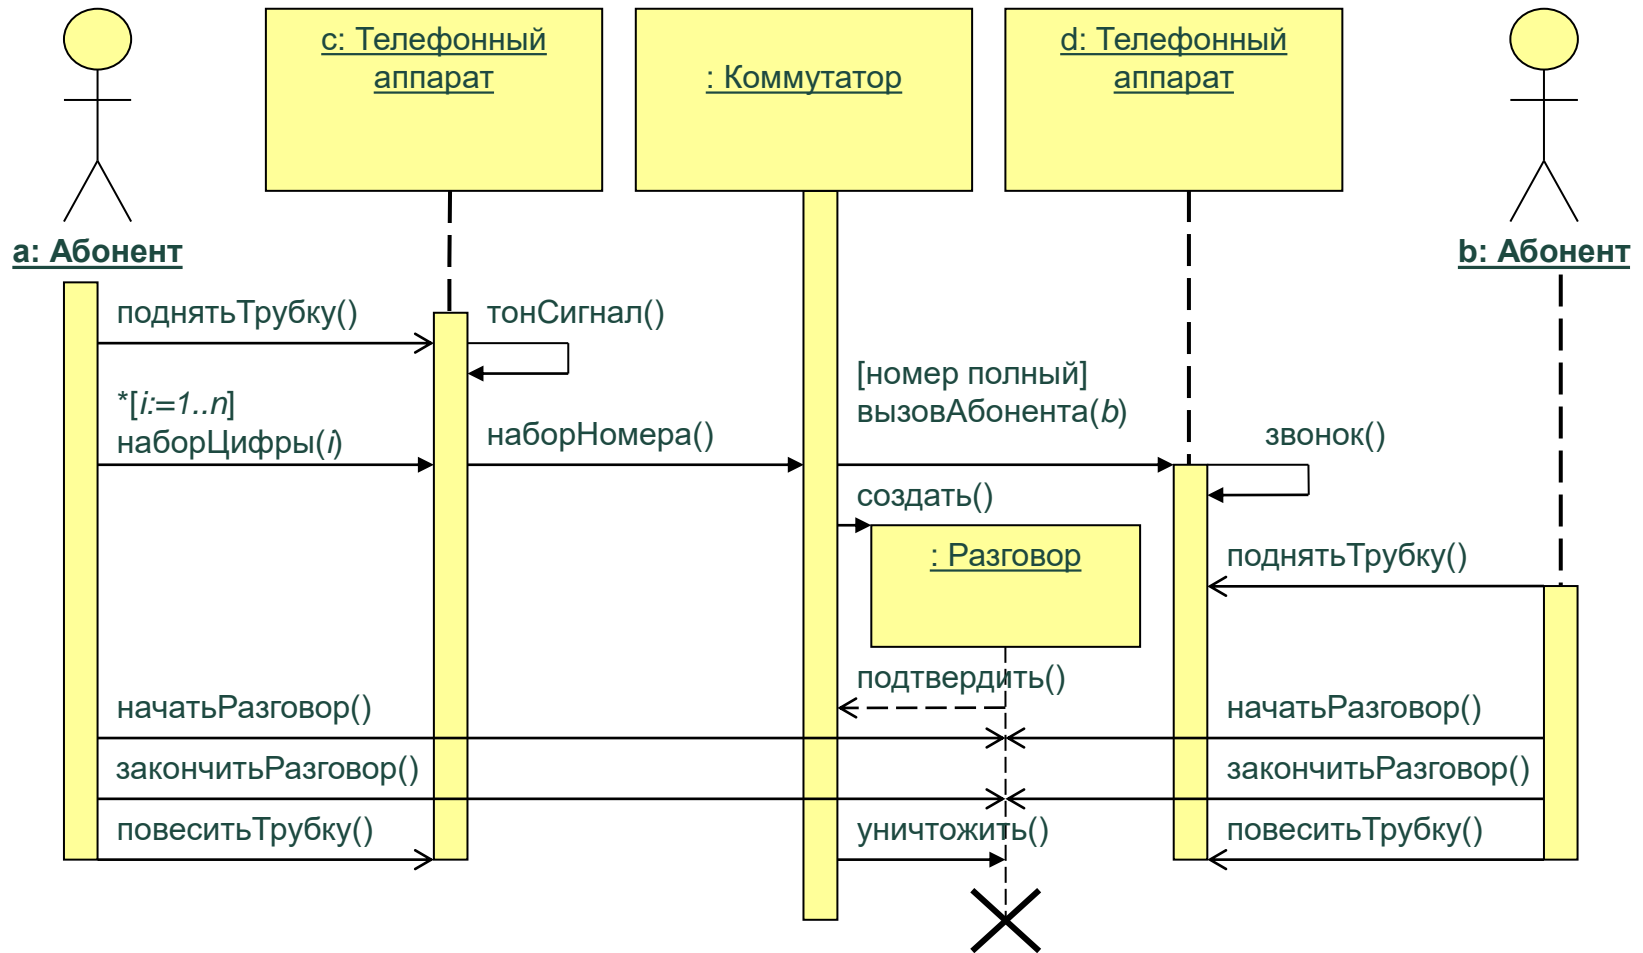 c: Телефонный
аппарат
: Коммутатор
d: Телефонный
аппарат
a: Абонент
b: Абонент
поднятьТрубку()
тонСигнал()
[номер полный]
вызовАбонента(b)
*[i:=1..n]
наборЦифры(i)
наборНомера()
звонок()
создать()
: Разговор
поднятьТрубку()
подтвердить()
начатьРазговор()
начатьРазговор()
закончитьРазговор()
закончитьРазговор()
повеситьТрубку()
уничтожить()
повеситьТрубку()